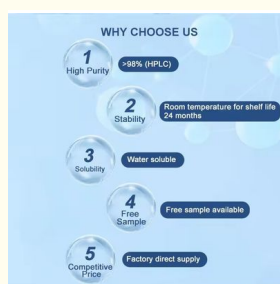 WHY CHOOSE US
1
High Purity
>98% (HPLC)
2
Stability
Room temperature for shelf life
24 months
3
Solubility
Water soluble
4
Free
Sample
Free sample available
5
Competitive
Price
Factory direct supply